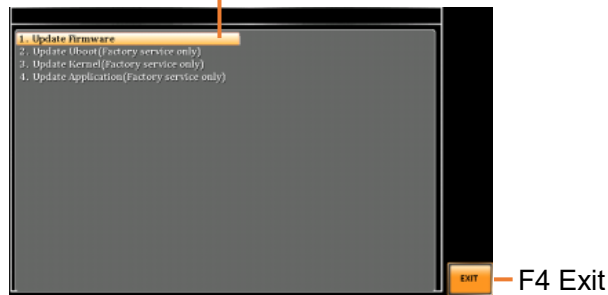 1. Update Firmware
2. Update Uboot(Factory service only)
3. Update Kernel(Factory service only)
4. Update Application(Factory service only)
EXIT
F4 Exit